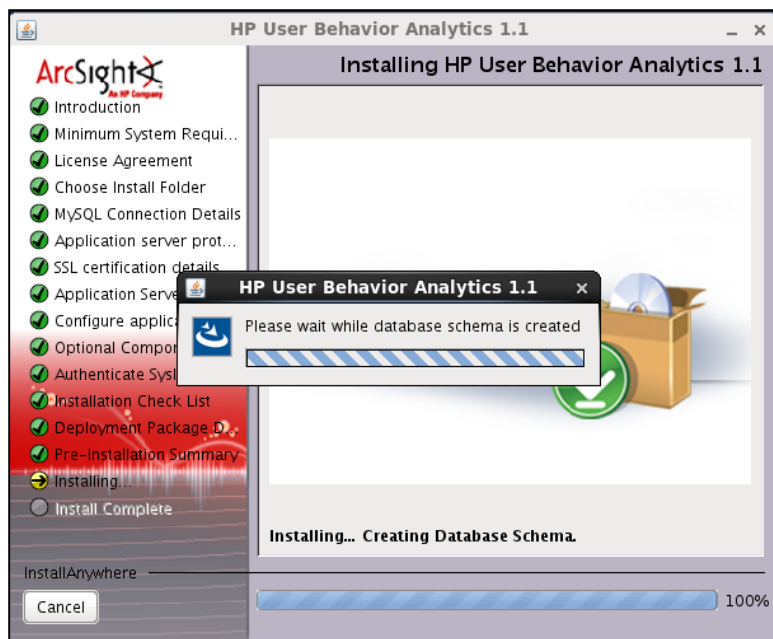 HP User Behavior Analytics 1.1
ArcSight
An HP Company
Installing HP User Behavior Analytics 1.1
Introduction
Minimum System Requi...
License Agreement
Choose Install Folder
MySQL Connection Details
Application server prot...
SSL certification details
Application Serve
Configure applica
Optional Compon
Authenticate Sysl
Installation Check List
Deployment Package D...
Pre-Installation Summary
Installing...
Install Complete
HP User Behavior Analytics 1.1
Please wait while database schema is created
Installing... Creating Database Schema.
InstallAnywhere
Cancel
100%